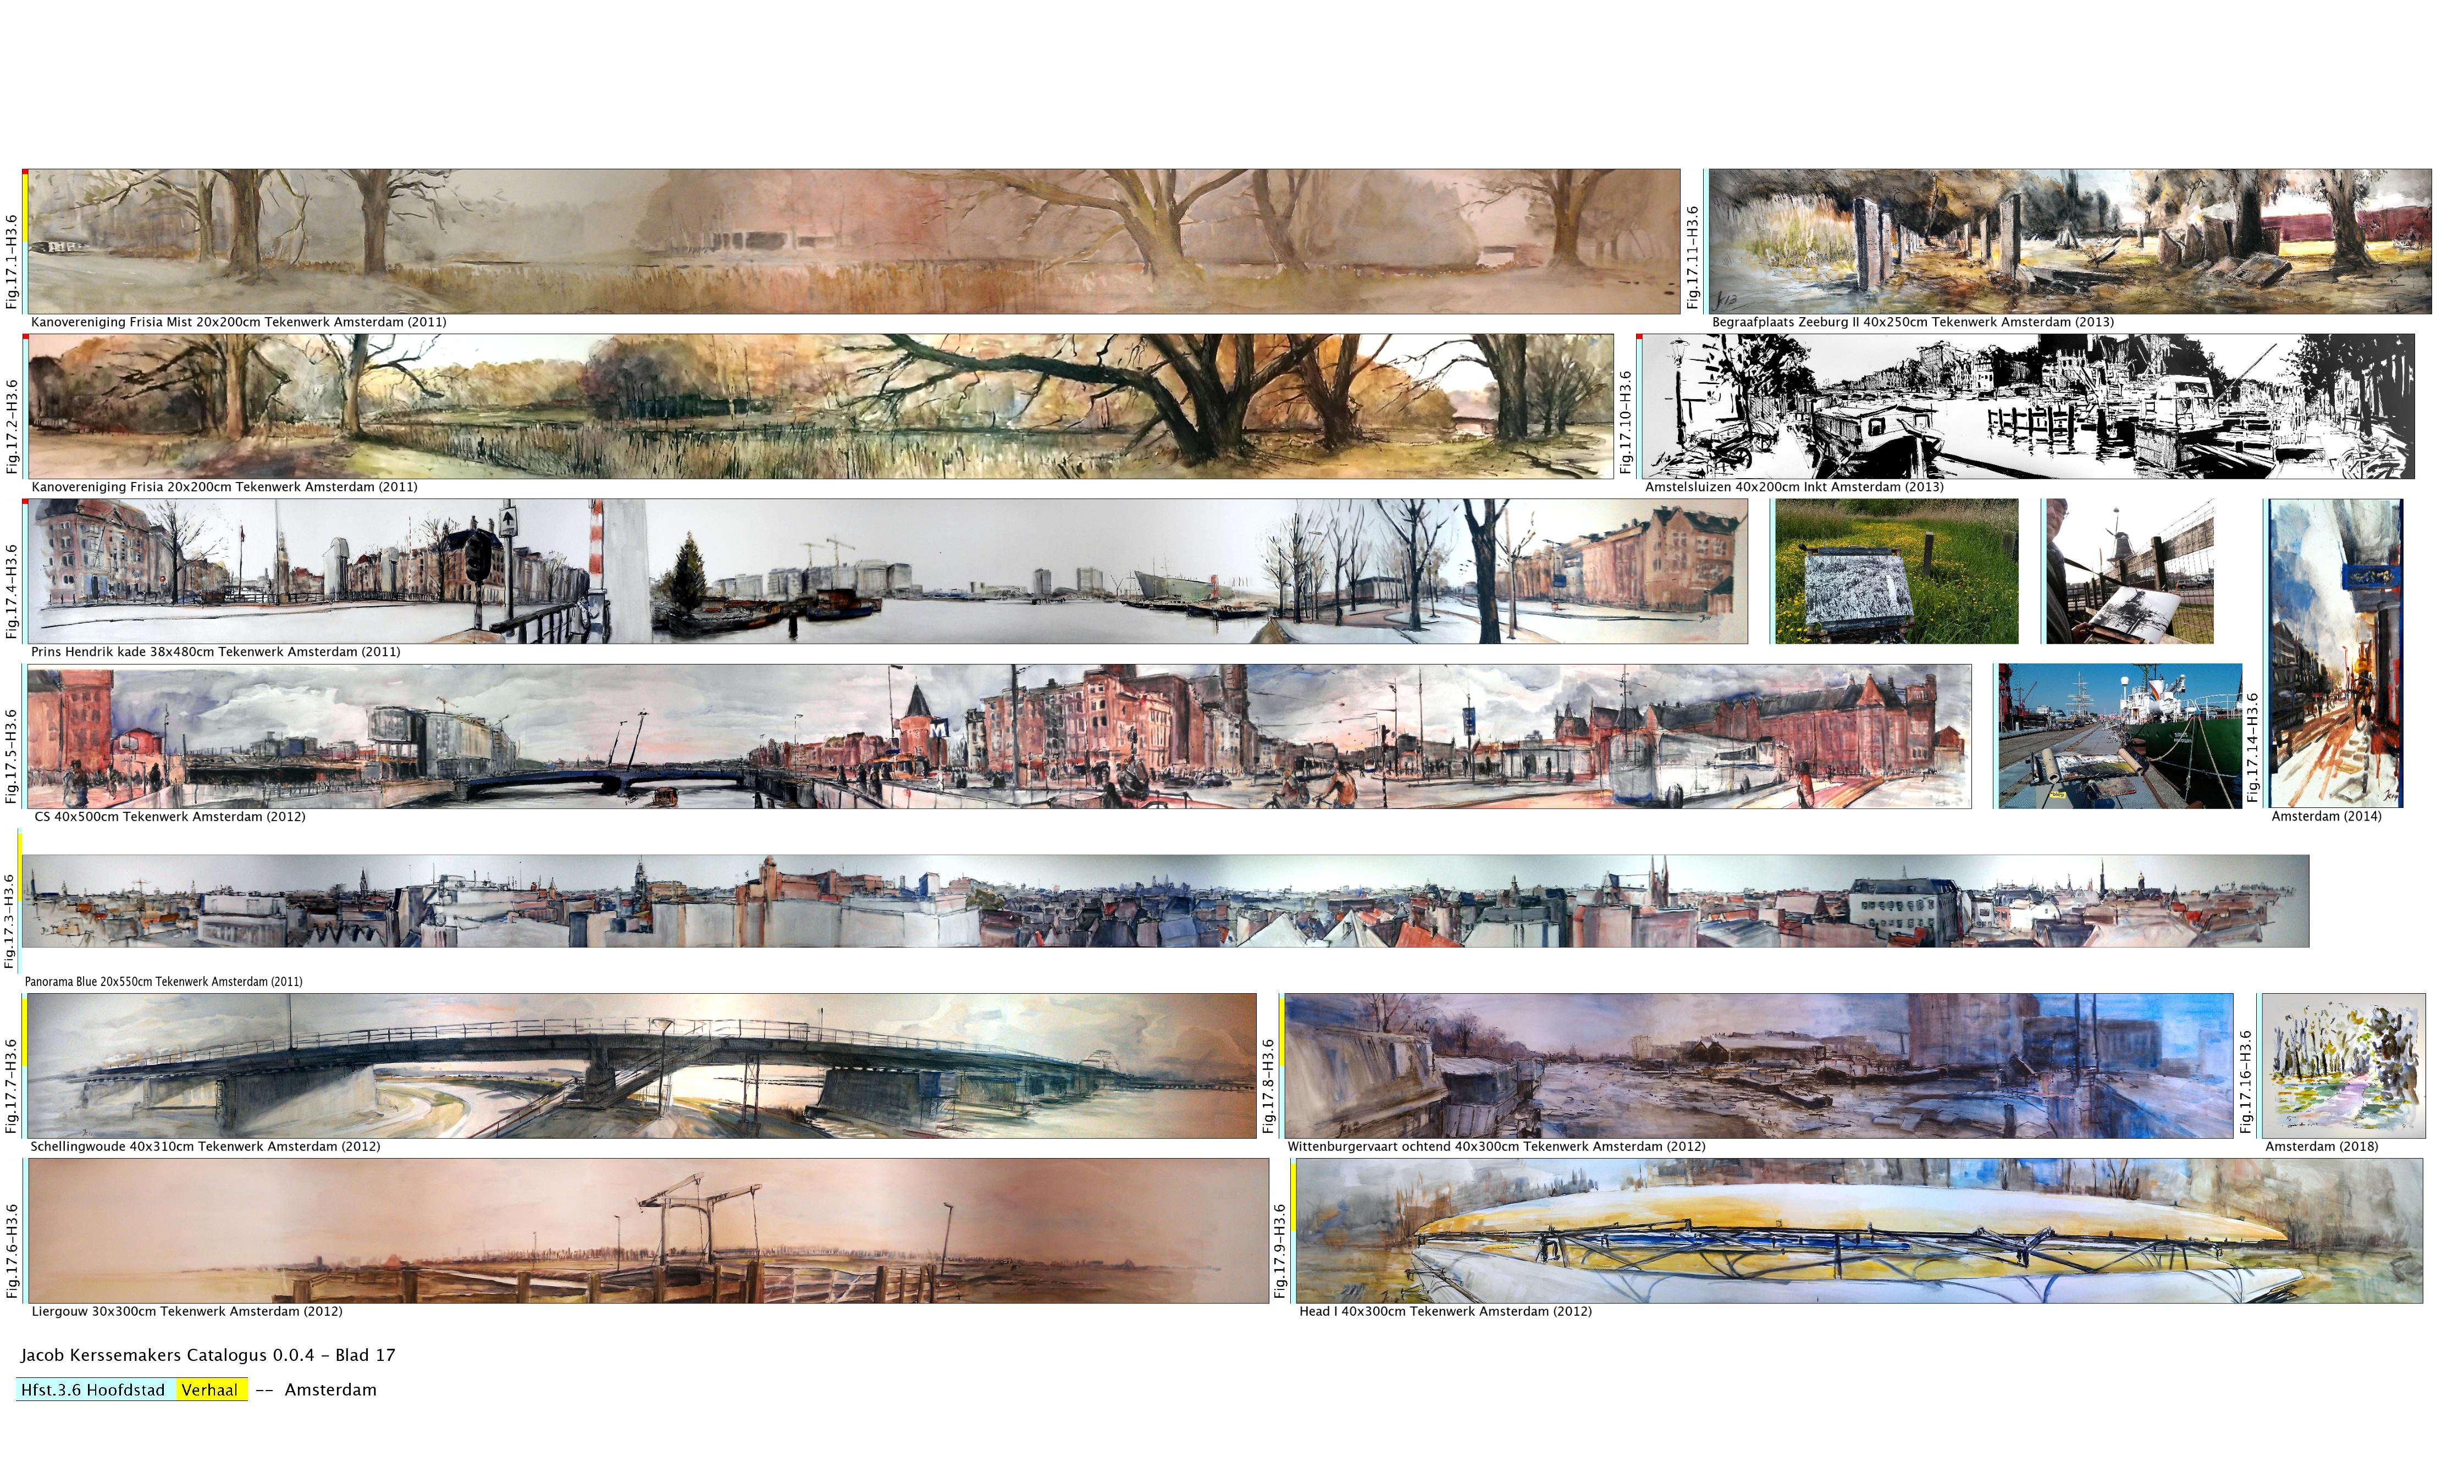 Fig.17.1-H3.6
Kanovereniging Frisia Mist 20x200cm Tekenwerk Amsterdam (2011)
Fig.17.11-H3.6
Begraafplaats Zeeburg II 40x250cm Tekenwerk Amsterdam (2013)
Fig.17.2-H3.6
Kanovereniging Frisia 20x200cm Tekenwerk Amsterdam (2011)
Fig.17.10-H3.6
Amstelsluizen 40x200cm Inkt Amsterdam (2013)
Fig.17.4-H3.6
Prins Hendrik kade 38x480cm Tekenwerk Amsterdam (2011)
Fig.17.5-H3.6
M
CS 40x500cm Tekenwerk Amsterdam (2012)
Fig.17.14-H3.6
Amsterdam (2014)
Fig.17.3-H3.6
Panorama Blue 20x550cm Tekenwerk Amsterdam (2011)
Fig.17.7-H3.6
Schellingwoude 40x310cm Tekenwerk Amsterdam (2012)
Fig.17.8-H3.6
Wittenburgervaart ochtend 40x300cm Tekenwerk Amsterdam (2012)
Fig.17.16-H3.6
Amsterdam (2018)
Fig.17.6-H3.6
Liergouw 30x300cm Tekenwerk Amsterdam (2012)
Fig.17.9-H3.6
Head I 40x300cm Tekenwerk Amsterdam (2012)
Jacob Kerssemakers Catalogus 0.0.4 - Blad 17
Hfst.3.6 Hoofdstad Verhaal -- Amsterdam